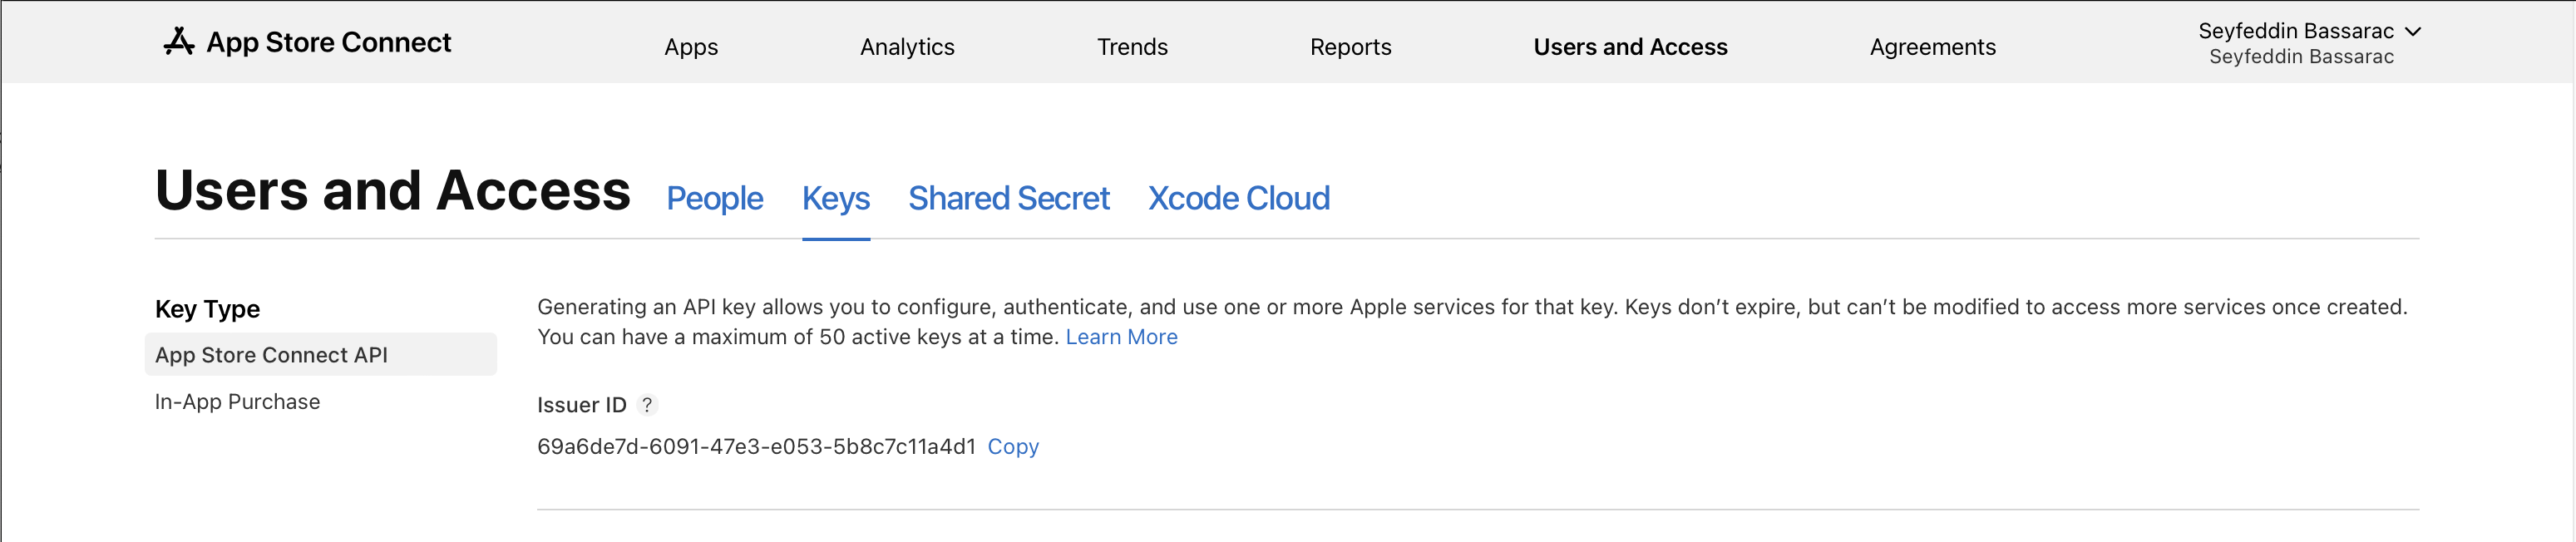 App Store Connect
Apps
Analytics
Trends
Reports
Users and Access
Agreements
Seyfeddin Bassarac
Seyfeddin Bassarac
Users and Access
People
Keys
Shared Secret
Xcode Cloud
Key Type
App Store Connect API
In-App Purchase
Generating an API key allows you to configure, authenticate, and use one or more Apple services for that key. Keys don’t expire, but can’t be modified to access more services once created.
You can have a maximum of 50 active keys at a time. Learn More
Issuer ID ?
69a6de7d-6091-47e3-e053-5b8c7c11a4d1 Copy